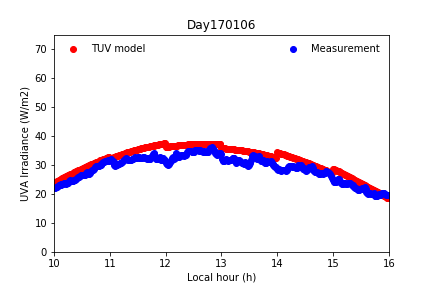 Day170106
TUV model
Measurement
UVA Irradiance (W/m2)
70
60
50
40
30
20
10
0
10 11 12 13 14 15 16
Local hour (h)